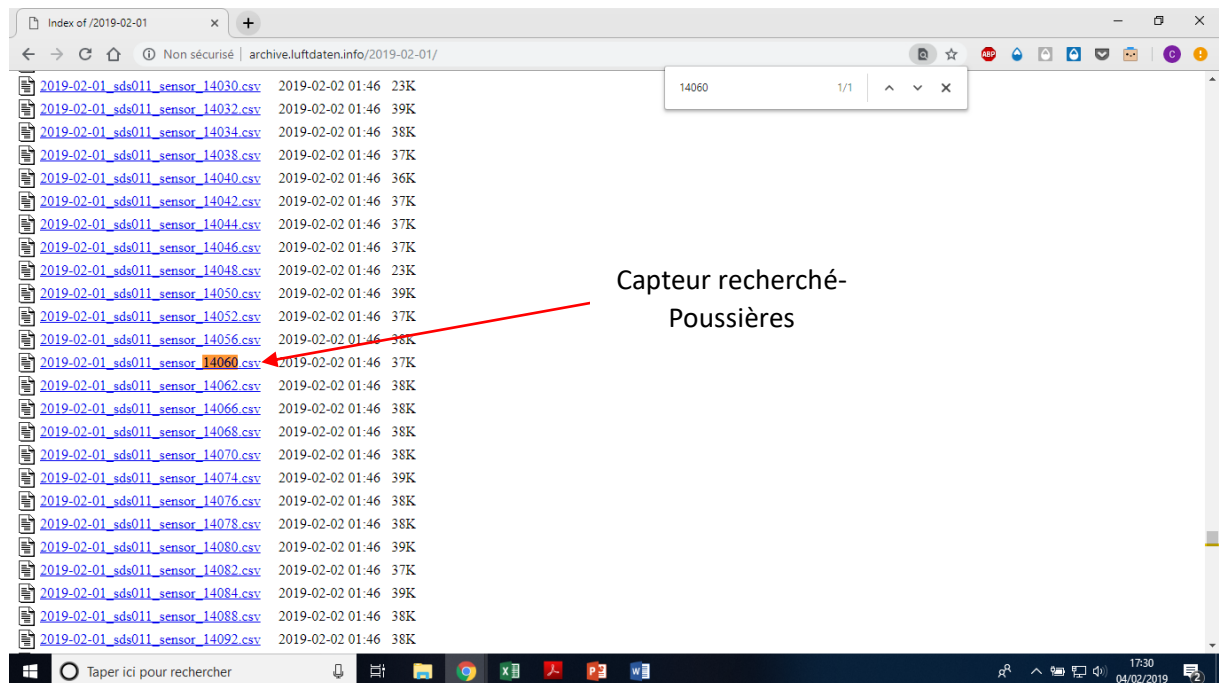 Index of /2019-02-01
Non sécurisé | archive.luftdaten.info/2019-02-01/
ABP
C
14060 1/1
2019-02-01_sds011_sensor_14030.csv 2019-02-02 01:46 23K
2019-02-01_sds011_sensor_14032.csv 2019-02-02 01:46 39K
2019-02-01_sds011_sensor_14034.csv 2019-02-02 01:46 38K
2019-02-01_sds011_sensor_14038.csv 2019-02-02 01:46 37K
2019-02-01_sds011_sensor_14040.csv 2019-02-02 01:46 36K
2019-02-01_sds011_sensor_14042.csv 2019-02-02 01:46 37K
2019-02-01_sds011_sensor_14044.csv 2019-02-02 01:46 37K
2019-02-01_sds011_sensor_14046.csv 2019-02-02 01:46 37K
2019-02-01_sds011_sensor_14048.csv 2019-02-02 01:46 23K
2019-02-01_sds011_sensor_14050.csv 2019-02-02 01:46 39K
2019-02-01_sds011_sensor_14052.csv 2019-02-02 01:46 37K
2019-02-01_sds011_sensor_14056.csv 2019-02-02 01:46 38K
2019-02-01_sds011_sensor_14060.csv 2019-02-02 01:46 37K
2019-02-01_sds011_sensor_14062.csv 2019-02-02 01:46 38K
2019-02-01_sds011_sensor_14066.csv 2019-02-02 01:46 38K
2019-02-01_sds011_sensor_14068.csv 2019-02-02 01:46 38K
2019-02-01_sds011_sensor_14070.csv 2019-02-02 01:46 38K
2019-02-01_sds011_sensor_14074.csv 2019-02-02 01:46 39K
2019-02-01_sds011_sensor_14076.csv 2019-02-02 01:46 38K
2019-02-01_sds011_sensor_14078.csv 2019-02-02 01:46 38K
2019-02-01_sds011_sensor_14080.csv 2019-02-02 01:46 39K
2019-02-01_sds011_sensor_14082.csv 2019-02-02 01:46 37K
2019-02-01_sds011_sensor_14084.csv 2019-02-02 01:46 39K
2019-02-01_sds011_sensor_14088.csv 2019-02-02 01:46 38K
2019-02-01_sds011_sensor_14092.csv 2019-02-02 01:46 38K
Capteur recherché-
Poussières
Taper ici pour rechercher
17:30
04/02/2019